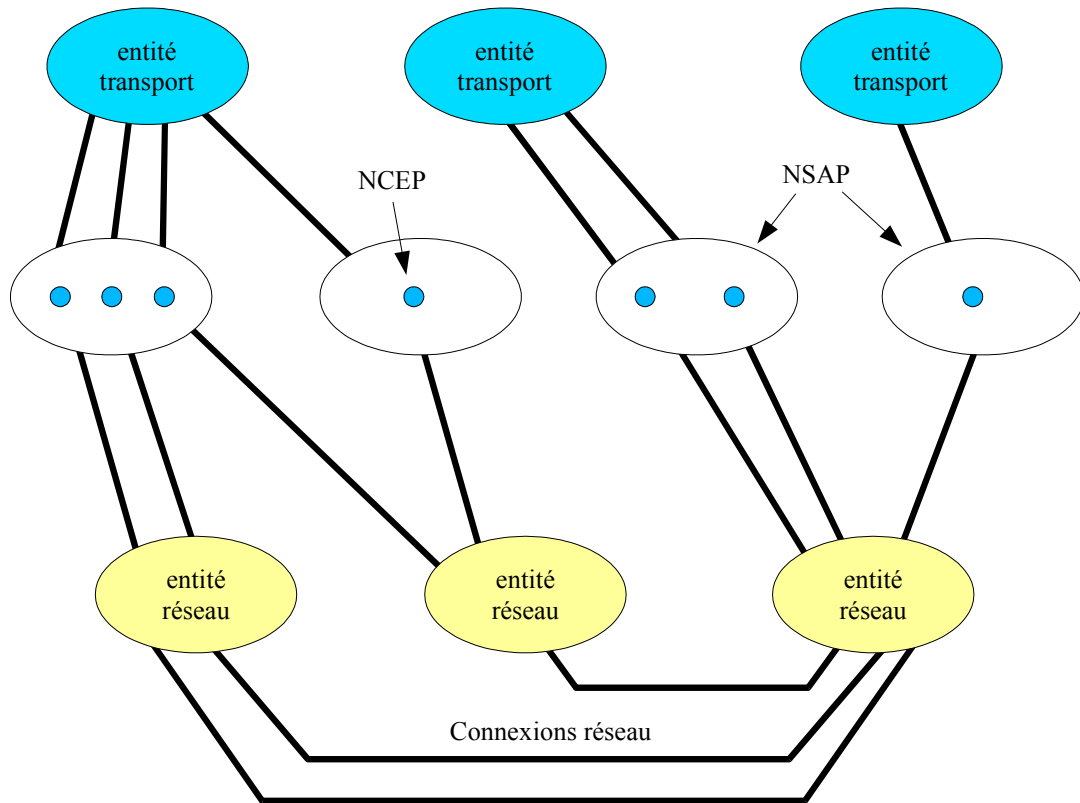 entité
transport
entité
transport
entité
transport
NCEP
NSAP
entité
réseau
entité
réseau
entité
réseau
Connexions réseau